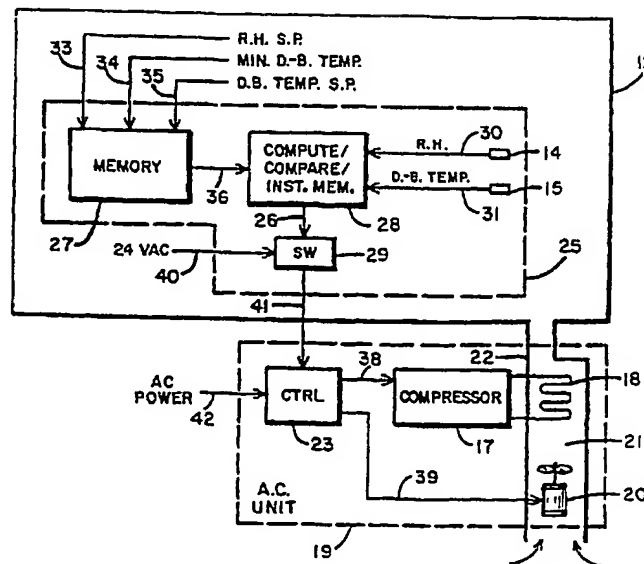 33
34
35
R.H. S.P.
MIN. D.-B. TEMP.
D.B. TEMP. S.P.
MEMORY
27
36
COMPUTE/
COMPARE/
INST. MEM.
28
R.H.
30
14
D.-B. TEMP.
31
15
26
24 VAC
40
SW
29
25
41
22
38
18
AC
POWER
42
CTRL
23
COMPRESSOR
17
21
39
20
A.C.
UNIT
19